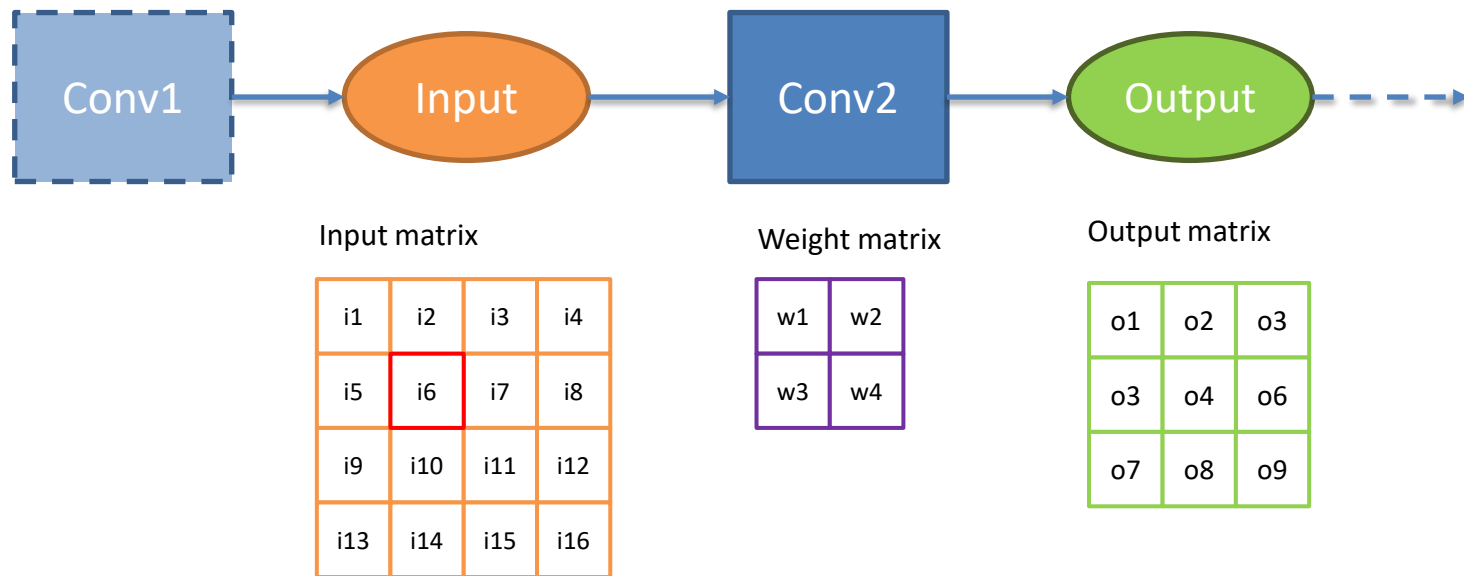 Conv1 Input Conv2 Output
Input matrix Weight matrix Output matrix
i1 i2 i3 i4
i5 i6 i7 i8
i9 i10 i11 i12
i13 i14 i15 i16
w1 w2
w3 w4
o1 o2 o3
o3 o4 o6
o7 o8 o9